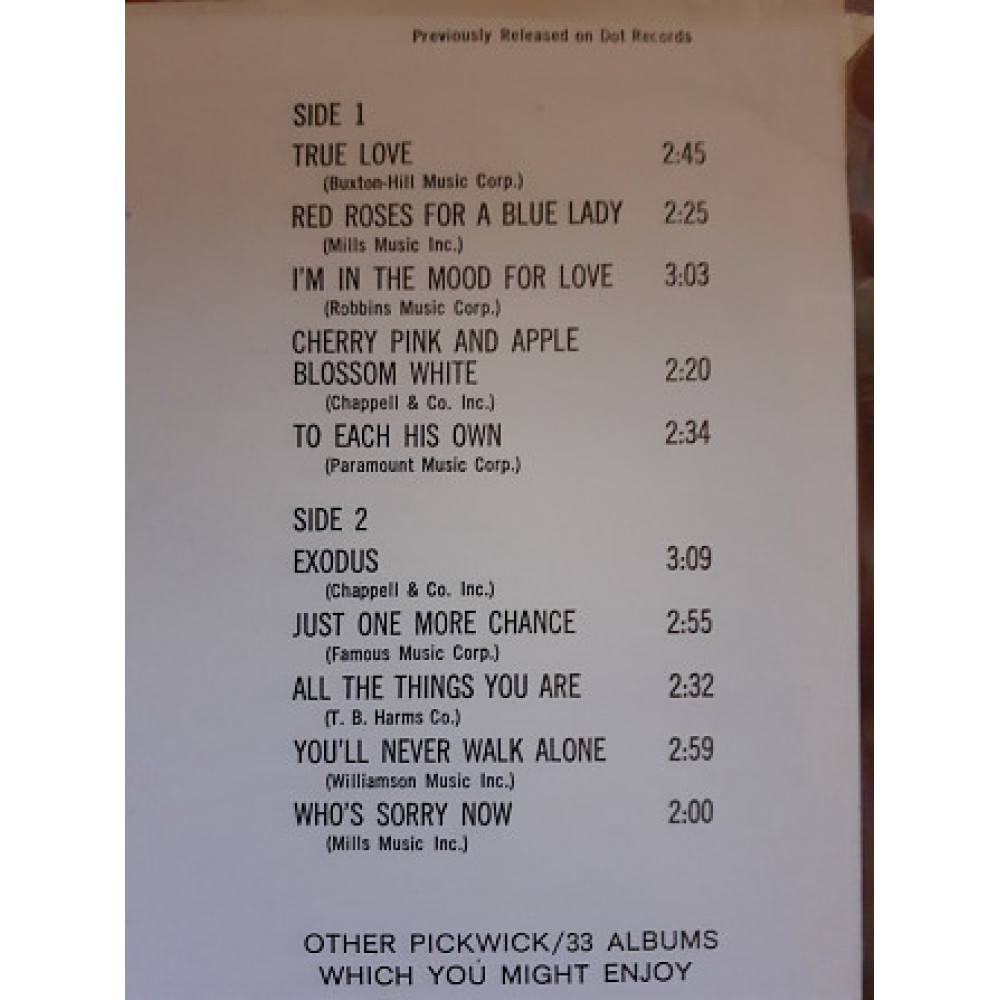 Previously Released on Dot Records
SIDE 1
TRUE LOVE 2:45
(Buxton-Hill Music Corp.)
RED ROSES FOR A BLUE LADY 2:25
(Mills Music Inc.)
I'M IN THE MOOD FOR LOVE 3:03
(Robbins Music Corp.)
CHERRY PINK AND APPLE
BLOSSOM WHITE 2:20
(Chappell & Co. Inc.)
TO EACH HIS OWN 2:34
(Paramount Music Corp.)
SIDE 2
EXODUS 3:09
(Chappell & Co. Inc.)
JUST ONE MORE CHANCE 2:55
(Famous Music Corp.)
ALL THE THINGS YOU ARE 2:32
(T. B. Harms Co.)
YOU'LL NEVER WALK ALONE 2:59
(Williamson Music Inc.)
WHO'S SORRY NOW 2:00
(Mills Music Inc.)
OTHER PICKWICK/33 ALBUMS
WHICH YOU MIGHT ENJOY